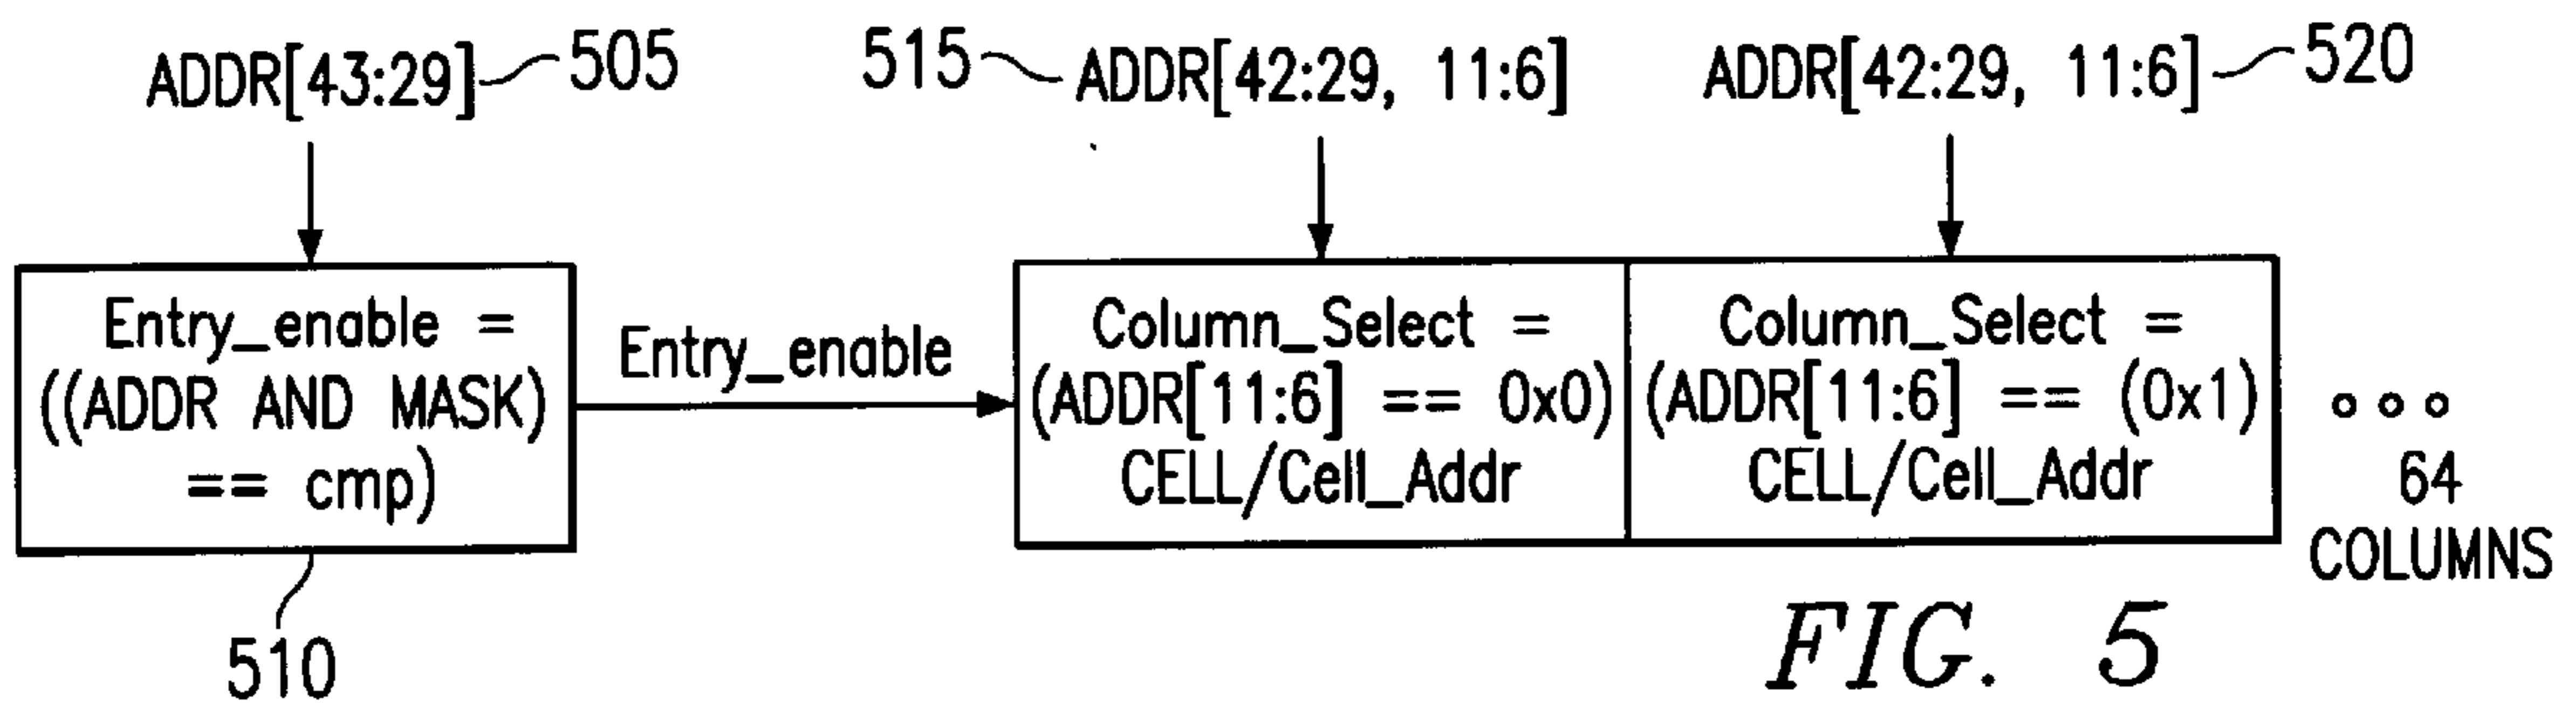 ADDR[43:29] 505
515 ADDR[42:29, 11:6]
ADDR[42:29, 11:6] 520
Entry_enable =
((ADDR AND MASK)
== cmp)
510
Entry_enable
Column_Select =
(ADDR[11:6] == 0x0)
CELL/Cell_Addr
Column_Select =
(ADDR[11:6] == (0x1)
CELL/Cell_Addr
64
COLUMNS
FIG. 5